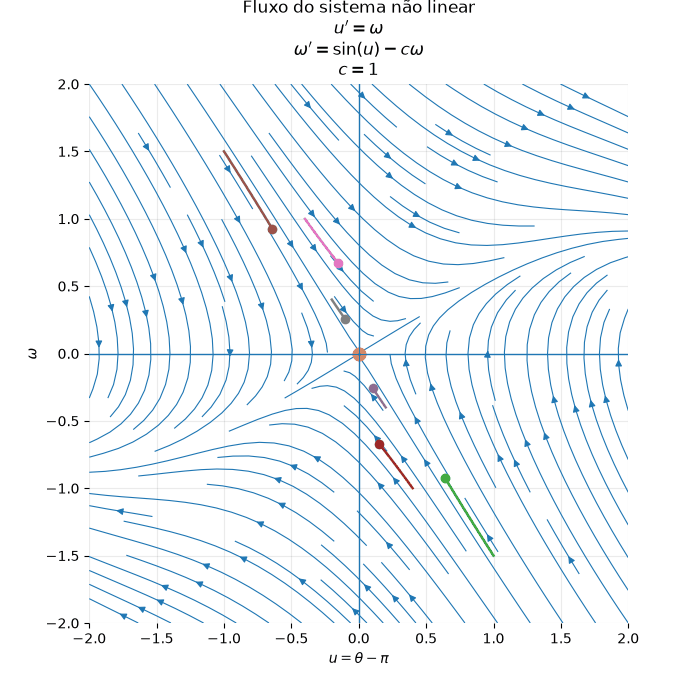 Fluxo do sistema não linear
u′ = ω
ω′ = sin(u) − cω
c = 1
2.0
1.5
1.0
0.5
0.0
−0.5
−1.0
−1.5
−2.0
ω
−2.0 −1.5 −1.0 −0.5 0.0 0.5 1.0 1.5 2.0
u = θ − π